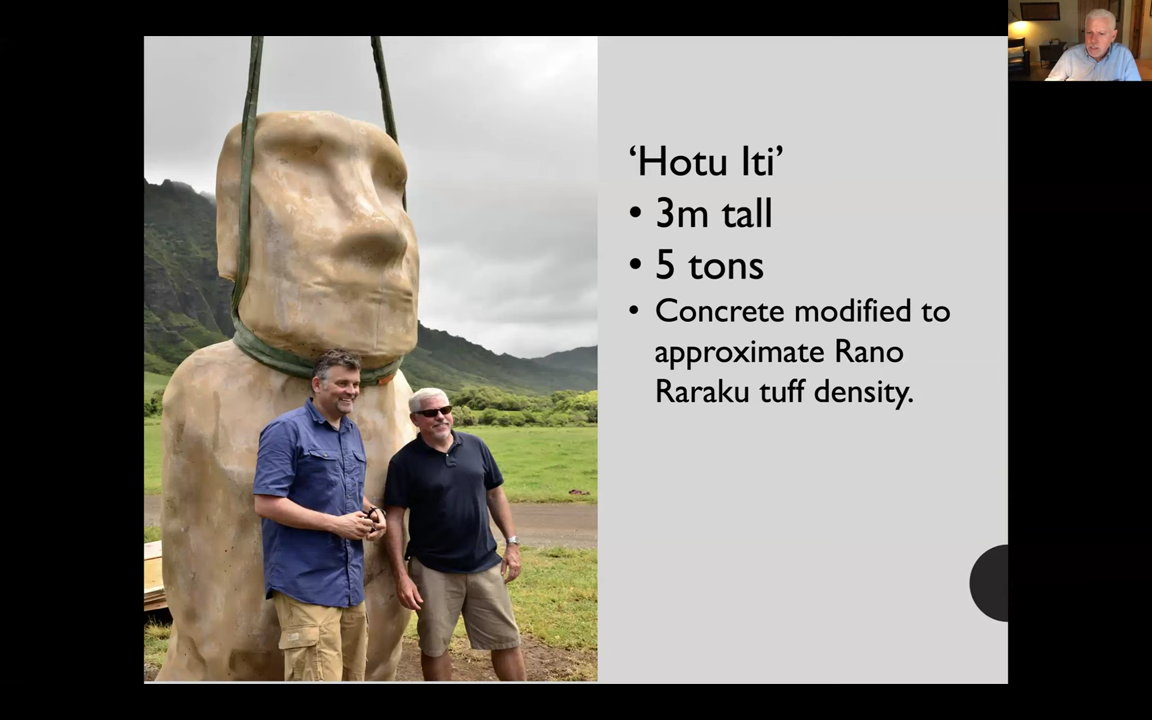 ‘Hotu Iti’
• 3m tall
• 5 tons
• Concrete modified to
approximate Rano
Raraku tuff density.